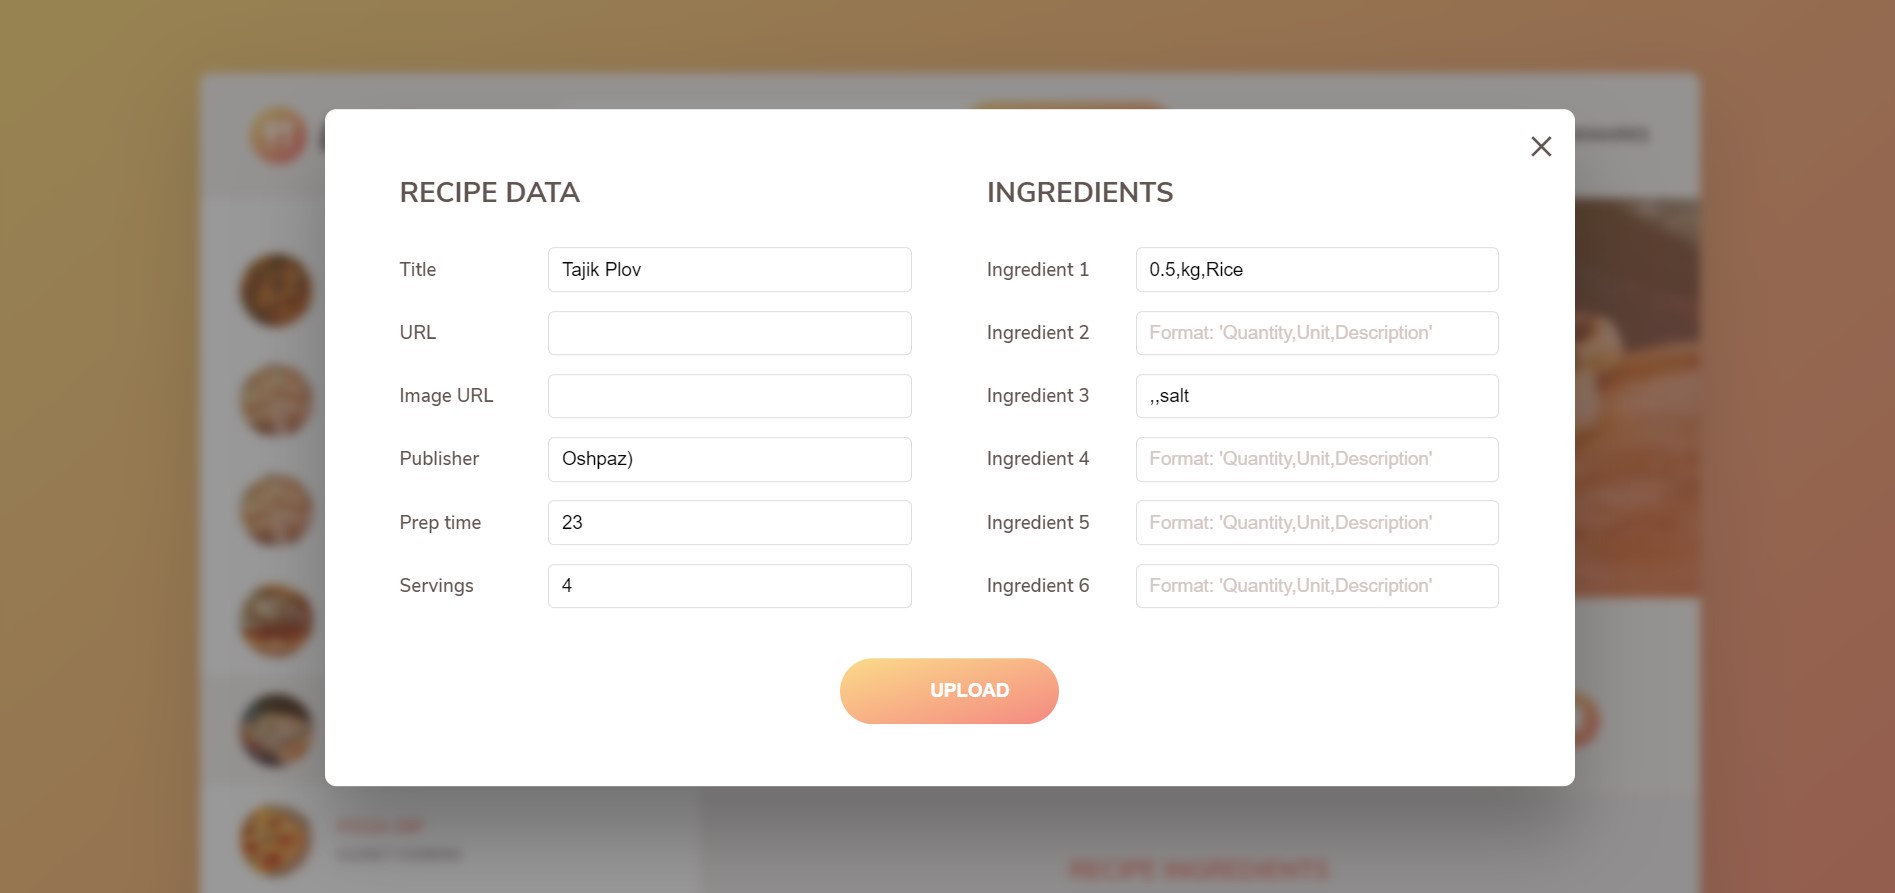 RECIPE DATA
Title
Tajik Plov
URL
Image URL
Publisher
Oshpaz)
Prep time
23
Servings
4
INGREDIENTS
Ingredient 1
0.5,kg,Rice
Ingredient 2
Format: 'Quantity,Unit,Description'
Ingredient 3
,,salt
Ingredient 4
Format: 'Quantity,Unit,Description'
Ingredient 5
Format: 'Quantity,Unit,Description'
Ingredient 6
Format: 'Quantity,Unit,Description'
UPLOAD
RECIPE INGREDIENTS